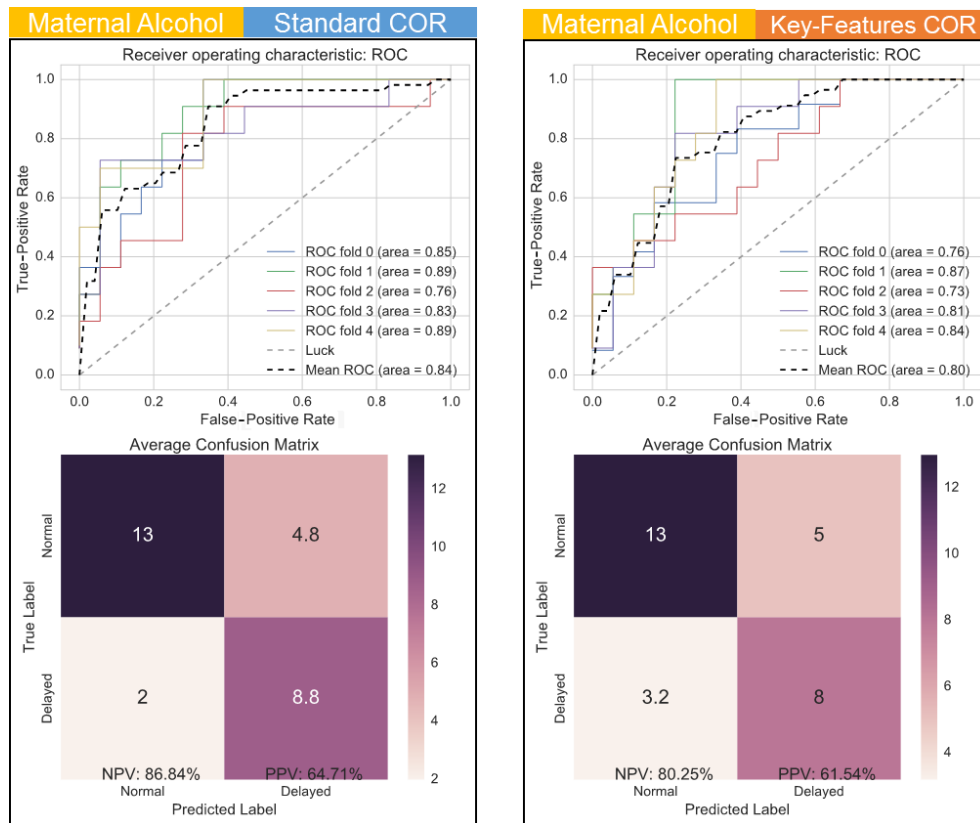 Maternal Alcohol Standard COR
Receiver operating characteristic: ROC
1.0
0.8
0.6
0.4
0.2
0.0
True-Positive Rate
ROC fold 0 (area = 0.85)
ROC fold 1 (area = 0.89)
ROC fold 2 (area = 0.76)
ROC fold 3 (area = 0.83)
ROC fold 4 (area = 0.89)
Luck
Mean ROC (area = 0.84)
0.0 0.2 0.4 0.6 0.8 1.0
False-Positive Rate
Average Confusion Matrix
True Label
Normal
13 4.8
Delayed
2 8.8
NPV: 86.84% PPV: 64.71%
Normal Delayed
Predicted Label
12
10
8
6
4
2
Maternal Alcohol Key-Features COR
Receiver operating characteristic: ROC
1.0
0.8
0.6
0.4
0.2
0.0
True-Positive Rate
ROC fold 0 (area = 0.76)
ROC fold 1 (area = 0.87)
ROC fold 2 (area = 0.73)
ROC fold 3 (area = 0.81)
ROC fold 4 (area = 0.84)
Luck
Mean ROC (area = 0.80)
0.0 0.2 0.4 0.6 0.8 1.0
False-Positive Rate
Average Confusion Matrix
True Label
Normal
13 5
Delayed
3.2 8
NPV: 80.25% PPV: 61.54%
Normal Delayed
Predicted Label
12
10
8
6
4